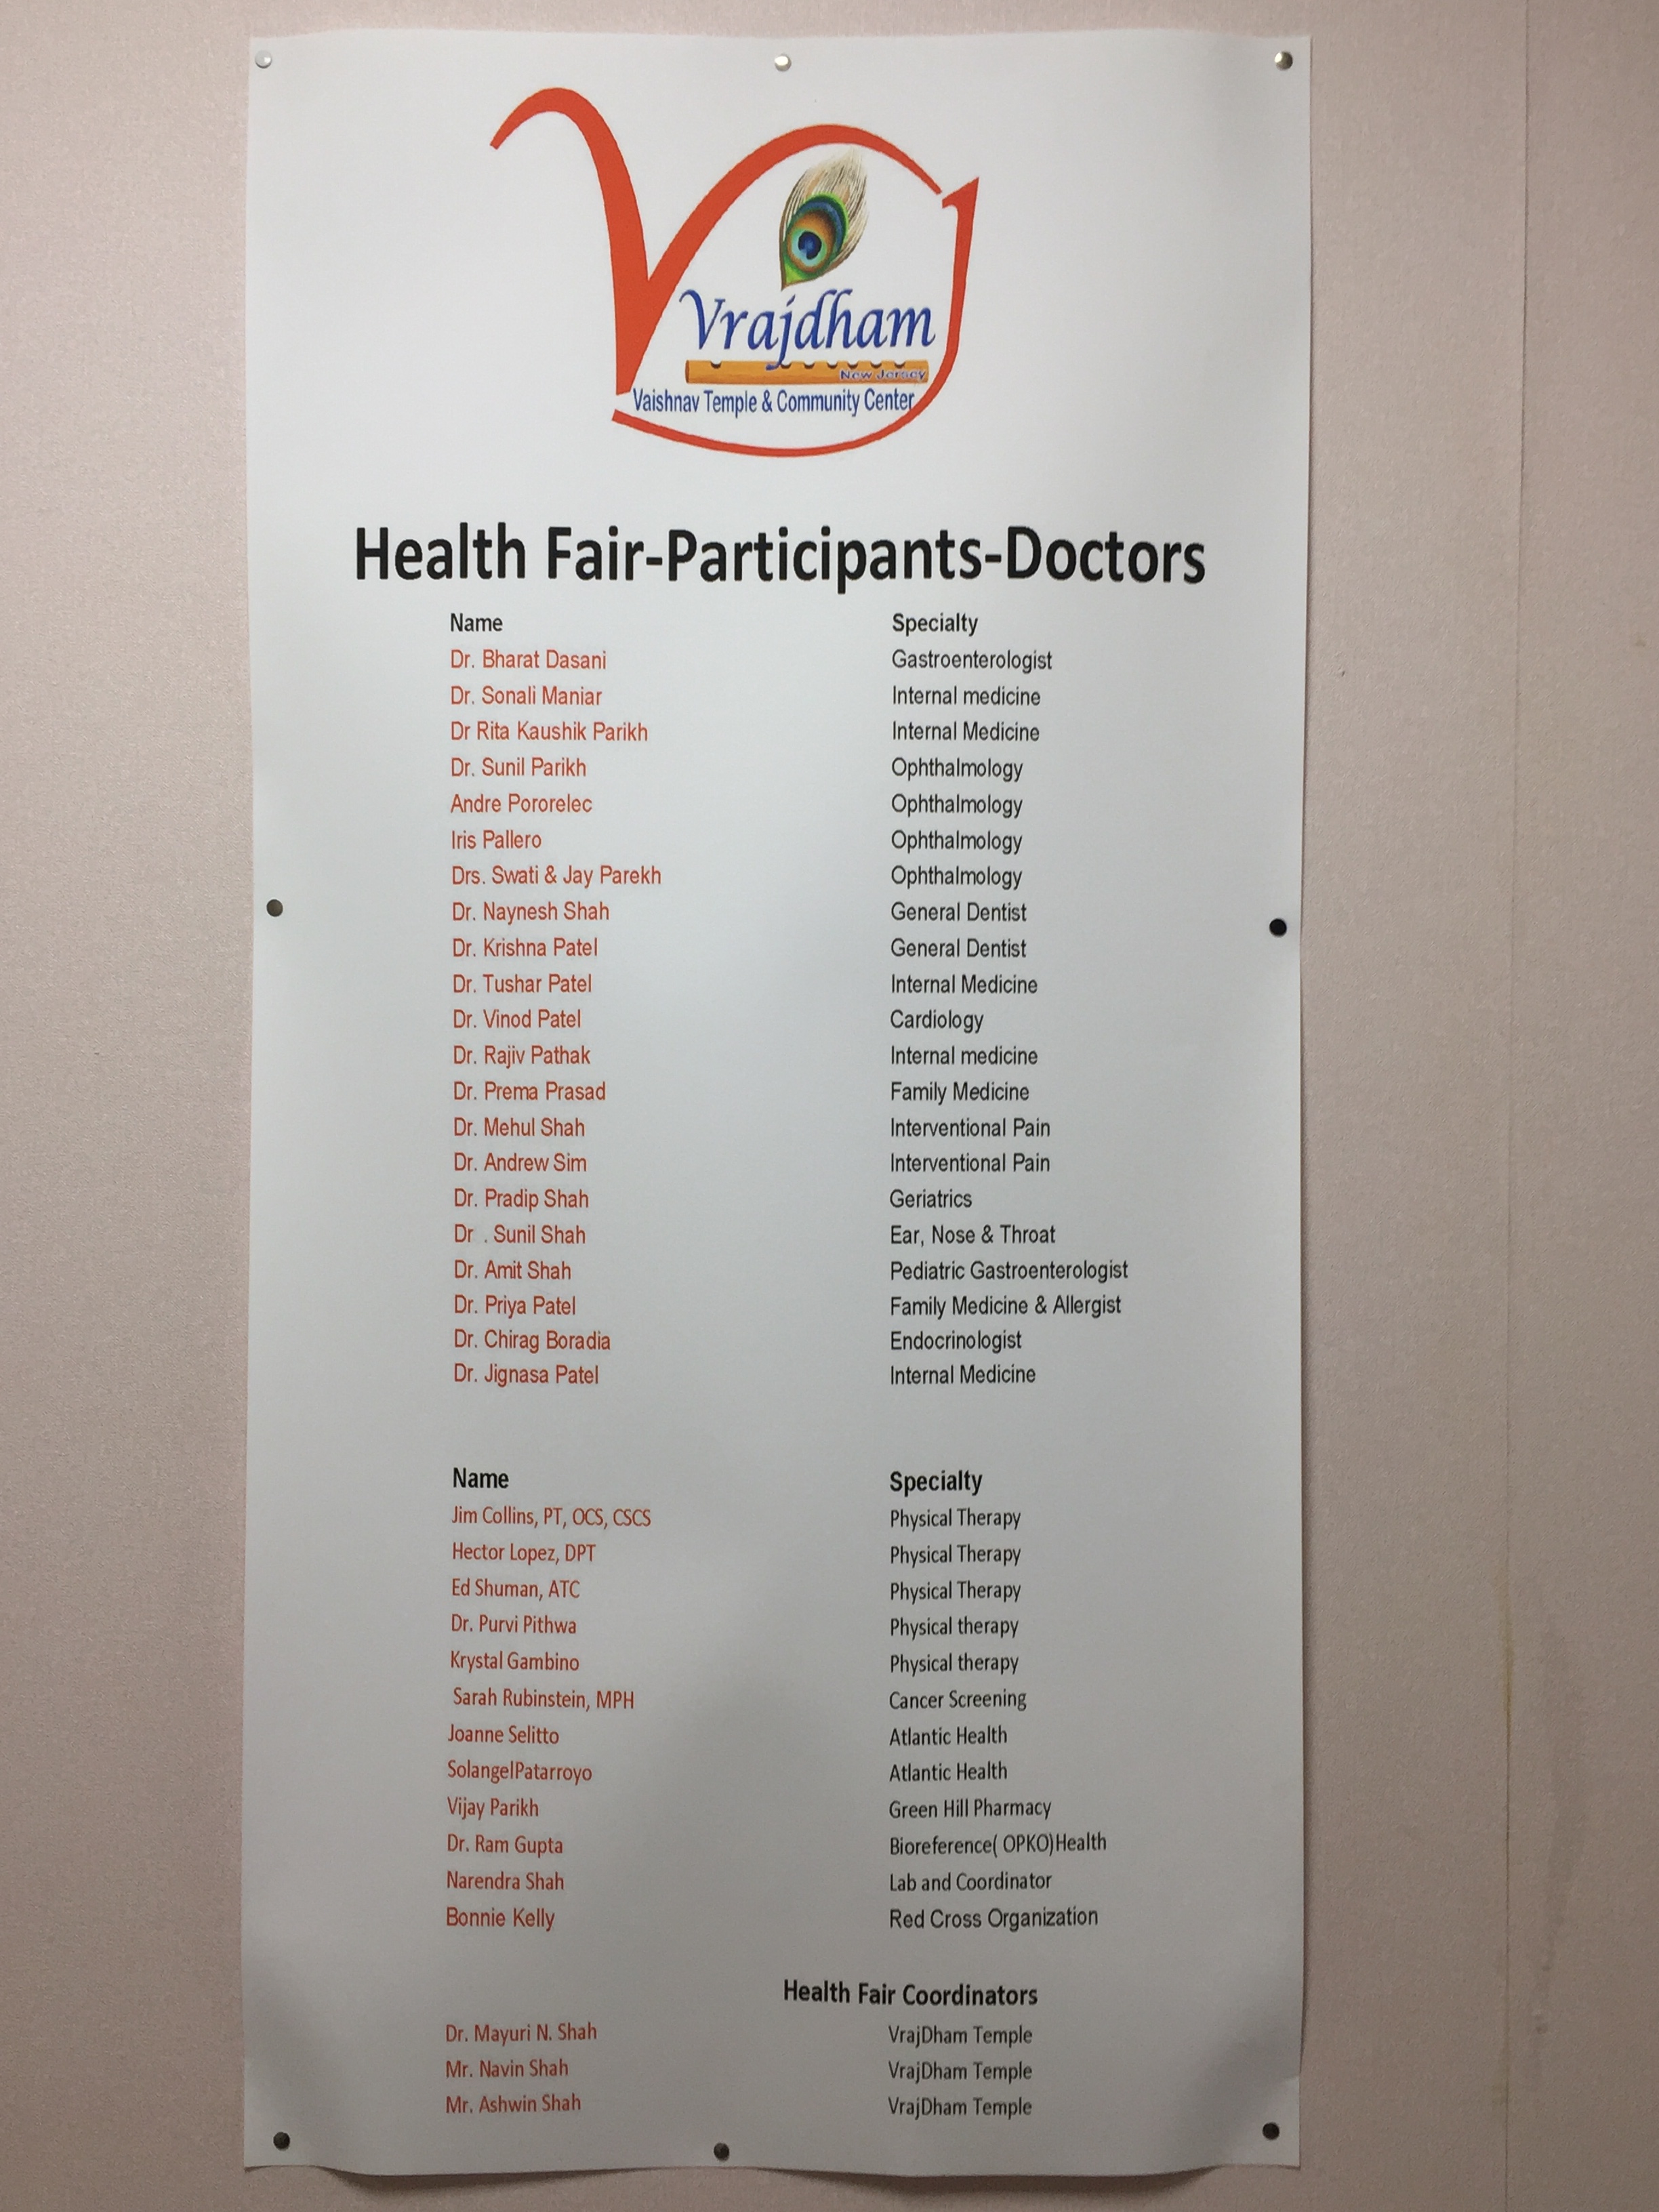 Vrajdham
New Jersey
Vaishnav Temple & Community Center
Health Fair-Participants-Doctors
Name Specialty
Dr. Bharat Dasani Gastroenterologist
Dr. Sonali Maniar Internal medicine
Dr Rita Kaushik Parikh Internal Medicine
Dr. Sunil Parikh Ophthalmology
Andre Pororelec Ophthalmology
Iris Pallero Ophthalmology
Drs. Swati & Jay Parekh Ophthalmology
Dr. Naynesh Shah General Dentist
Dr. Krishna Patel General Dentist
Dr. Tushar Patel Internal Medicine
Dr. Vinod Patel Cardiology
Dr. Rajiv Pathak Internal medicine
Dr. Prema Prasad Family Medicine
Dr. Mehul Shah Interventional Pain
Dr. Andrew Sim Interventional Pain
Dr. Pradip Shah Geriatrics
Dr . Sunil Shah Ear, Nose & Throat
Dr. Amit Shah Pediatric Gastroenterologist
Dr. Priya Patel Family Medicine & Allergist
Dr. Chirag Boradia Endocrinologist
Dr. Jignasa Patel Internal Medicine
Name Specialty
Jim Collins, PT, OCS, CSCS Physical Therapy
Hector Lopez, DPT Physical Therapy
Ed Shuman, ATC Physical Therapy
Dr. Purvi Pithwa Physical therapy
Krystal Gambino Physical therapy
Sarah Rubinstein, MPH Cancer Screening
Joanne Selitto Atlantic Health
SolangelPatarroyo Atlantic Health
Vijay Parikh Green Hill Pharmacy
Dr. Ram Gupta Bioreference( OPKO)Health
Narendra Shah Lab and Coordinator
Bonnie Kelly Red Cross Organization
Health Fair Coordinators
Dr. Mayuri N. Shah VrajDham Temple
Mr. Navin Shah VrajDham Temple
Mr. Ashwin Shah VrajDham Temple